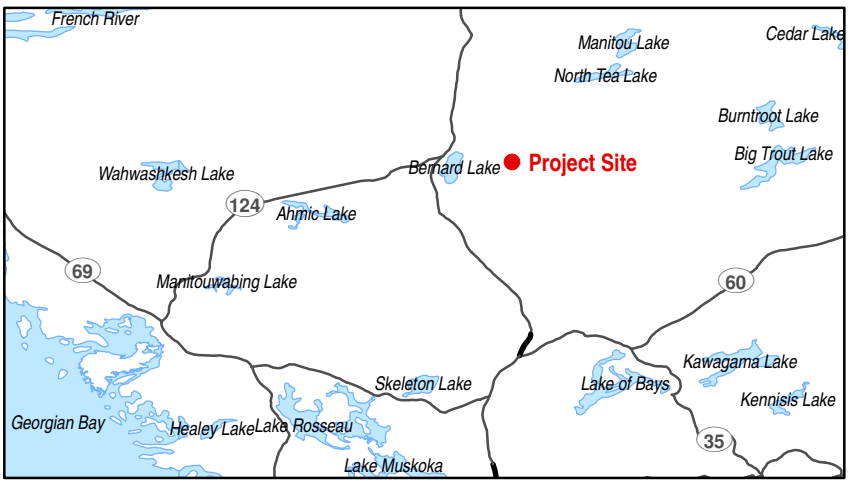 French River
Manitou Lake
Cedar Lake
North Tea Lake
Burntroot Lake
Big Trout Lake
Bernard Lake
Project Site
Wahwashkesh Lake
124
Ahmic Lake
69
Manitouwabing Lake
60
Kawagama Lake
Skeleton Lake
Lake of Bays
Kennisis Lake
Georgian Bay
Healey Lake
Lake Rosseau
35
Lake Muskoka